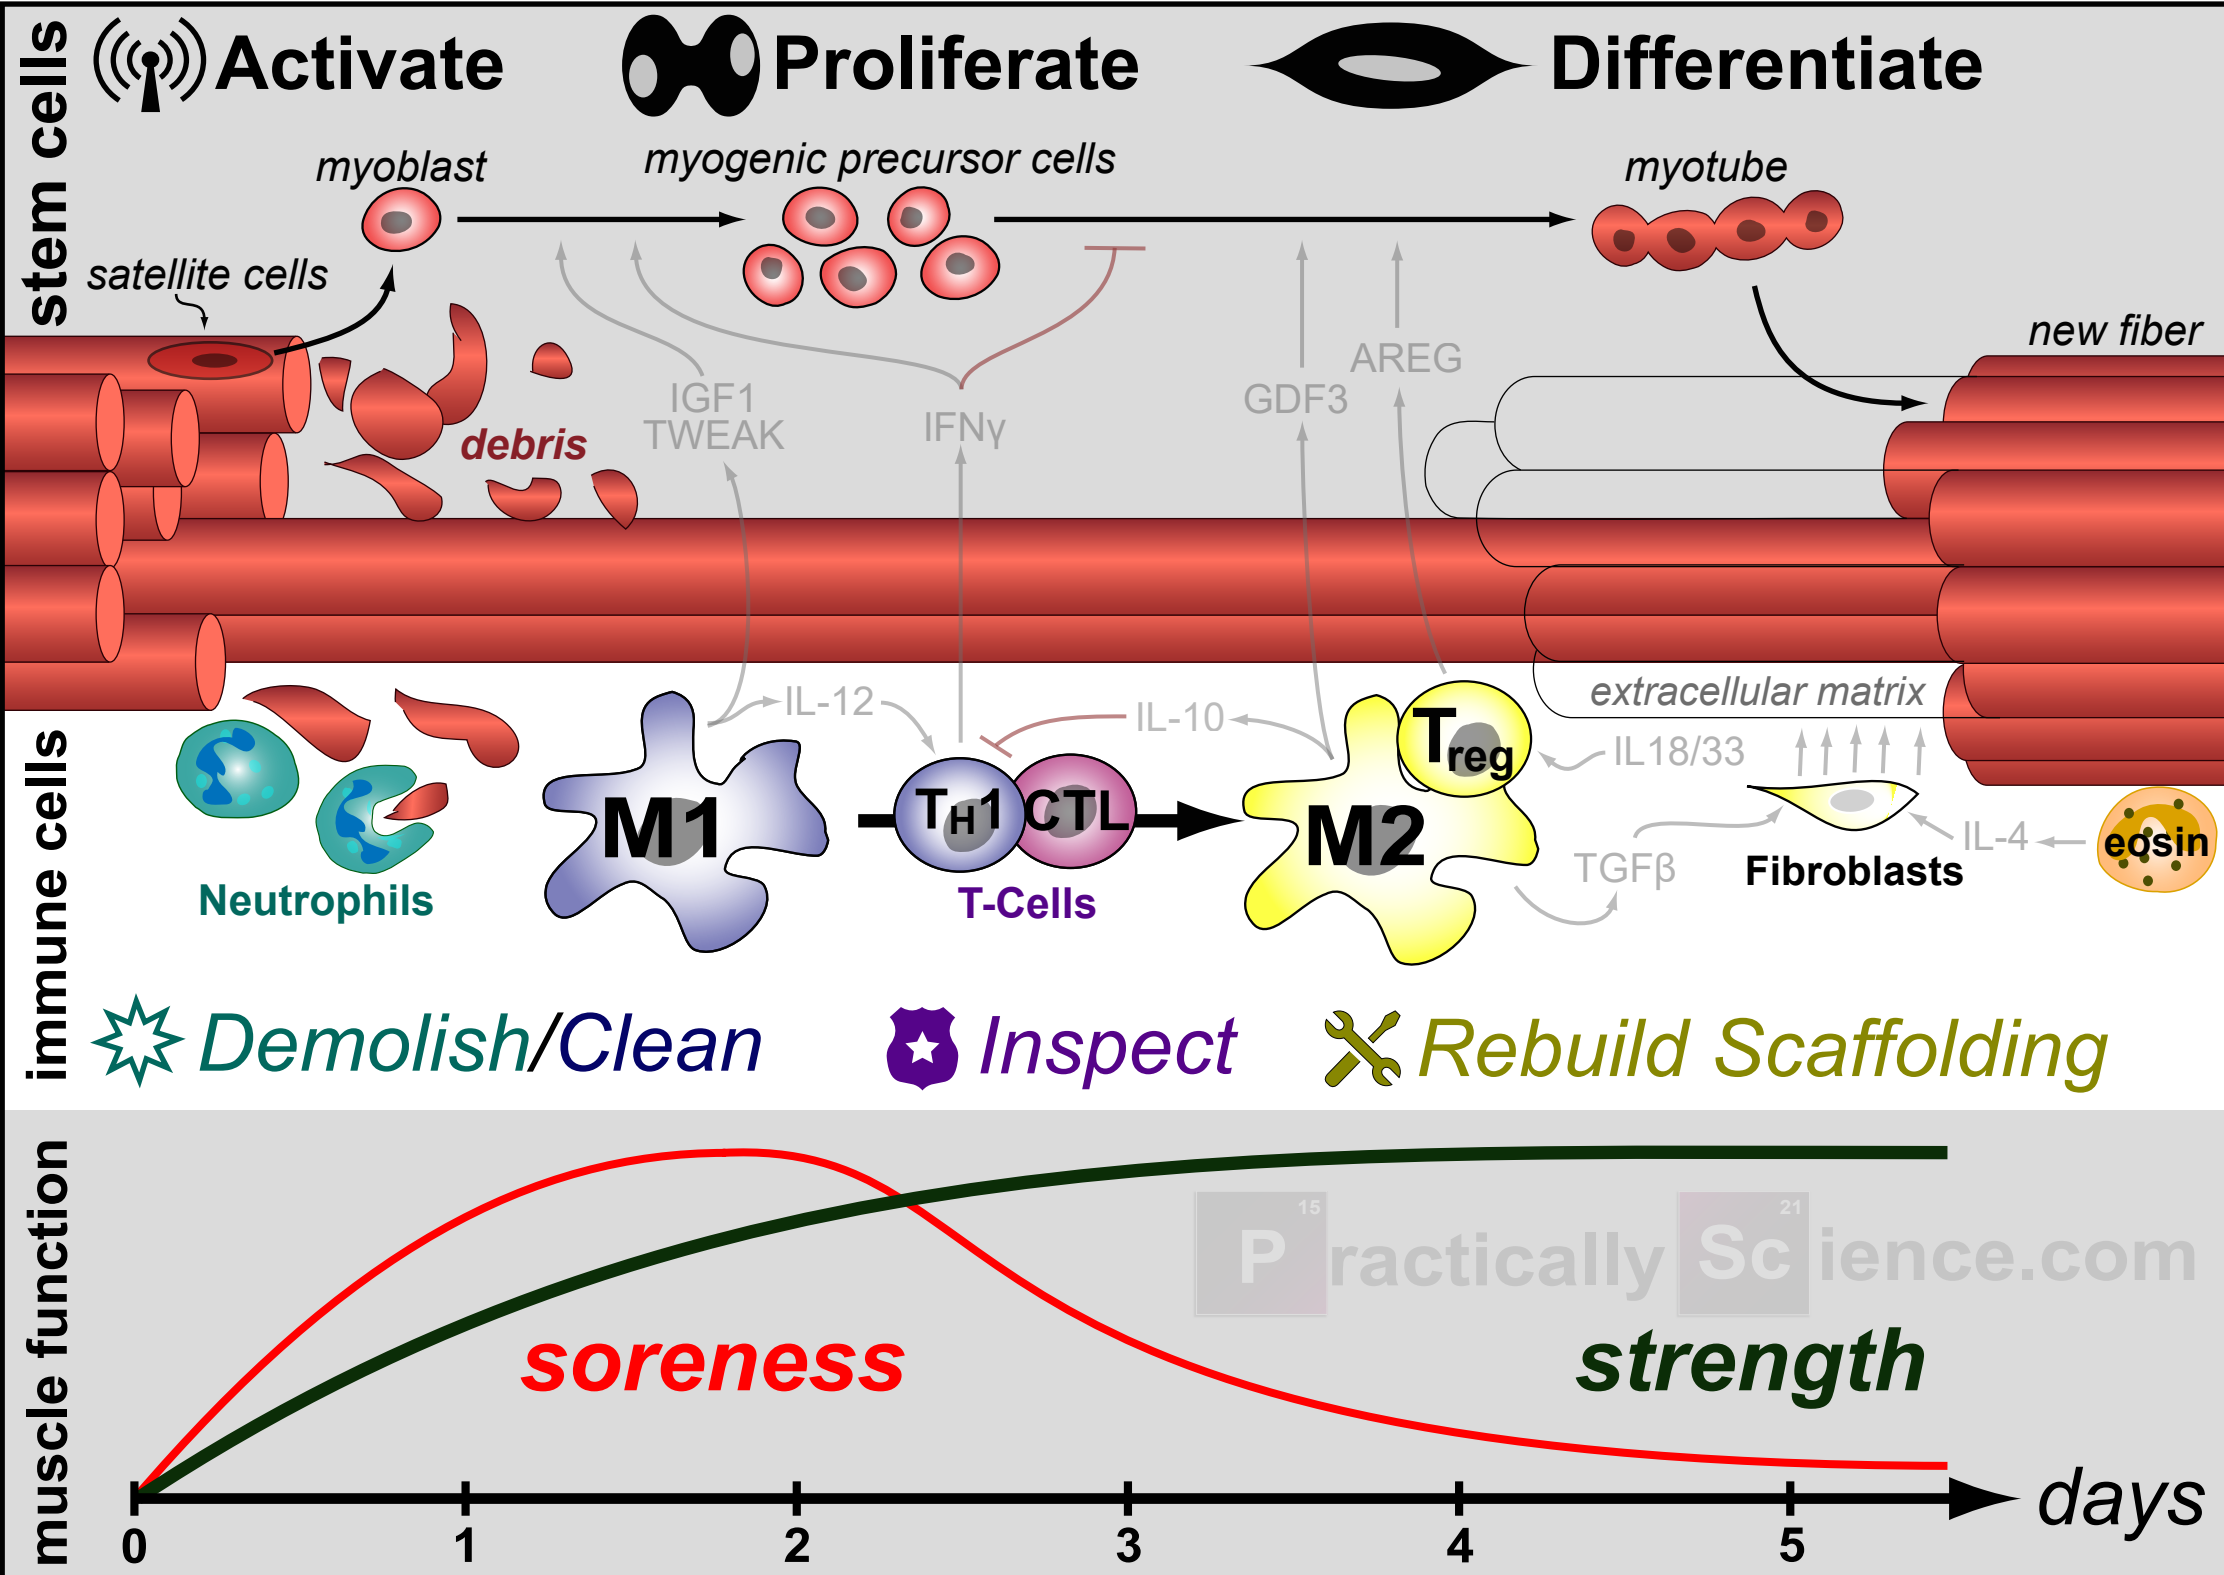 stem cells
Activate
Proliferate
Differentiate
myoblast
myogenic precursor cells
myotube
satellite cells
new fiber
debris
IGF1
TWEAK
IFNγ
GDF3
AREG
extracellular matrix
immune cells
IL-12
IL-10
IL18/33
M1
TH1
CTL
M2
Treg
TGFβ
IL-4
eosin
Neutrophils
T-Cells
Fibroblasts
Demolish/Clean
Inspect
Rebuild Scaffolding
muscle function
15
21
Practically Science.com
soreness
strength
days
0 1 2 3 4 5